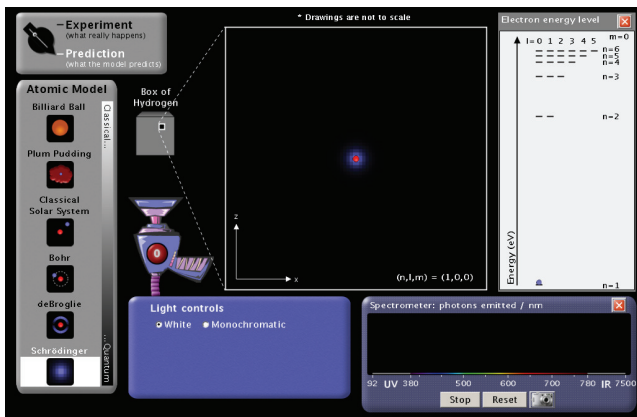 * Drawings are not to scale
Experiment
(what really happens)
Prediction
(what the model predicts)
Atomic Model
Billiard Ball
Plum Pudding
Classical
Solar System
Bohr
deBroglie
Schrödinger
Classical...
...Quantum
Box of
Hydrogen
0
z
x
(n,l,m) = (1,0,0)
Electron energy level
m=0
l= 0 1 2 3 4 5
n=6
n=5
n=4
n=3
n=2
n=1
Energy (eV)
Light controls
White Monochromatic
Spectrometer: photons emitted / nm
92 UV 380 500 600 700 780 IR 7500
Stop Reset